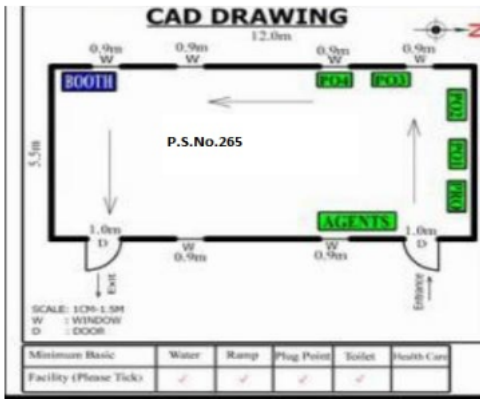 CAD DRAWING
12.0m
N
0.9m
W
0.9m
W
0.9m
W
0.9m
W
BOOTH
PO4
PO3
PO2
PO1
PRO
5.5m
P.S.No.265
AGENTS
1.0m
D
1.0m
D
W
0.9m
W
0.9m
Exit
Entrance
SCALE: 1CM-1.5M
W : WINDOW
D : DOOR
Minimum Basic Water Ramp Plug Point Toilet Health Care
Facility (Please Tick) ✓ ✓ ✓ ✓